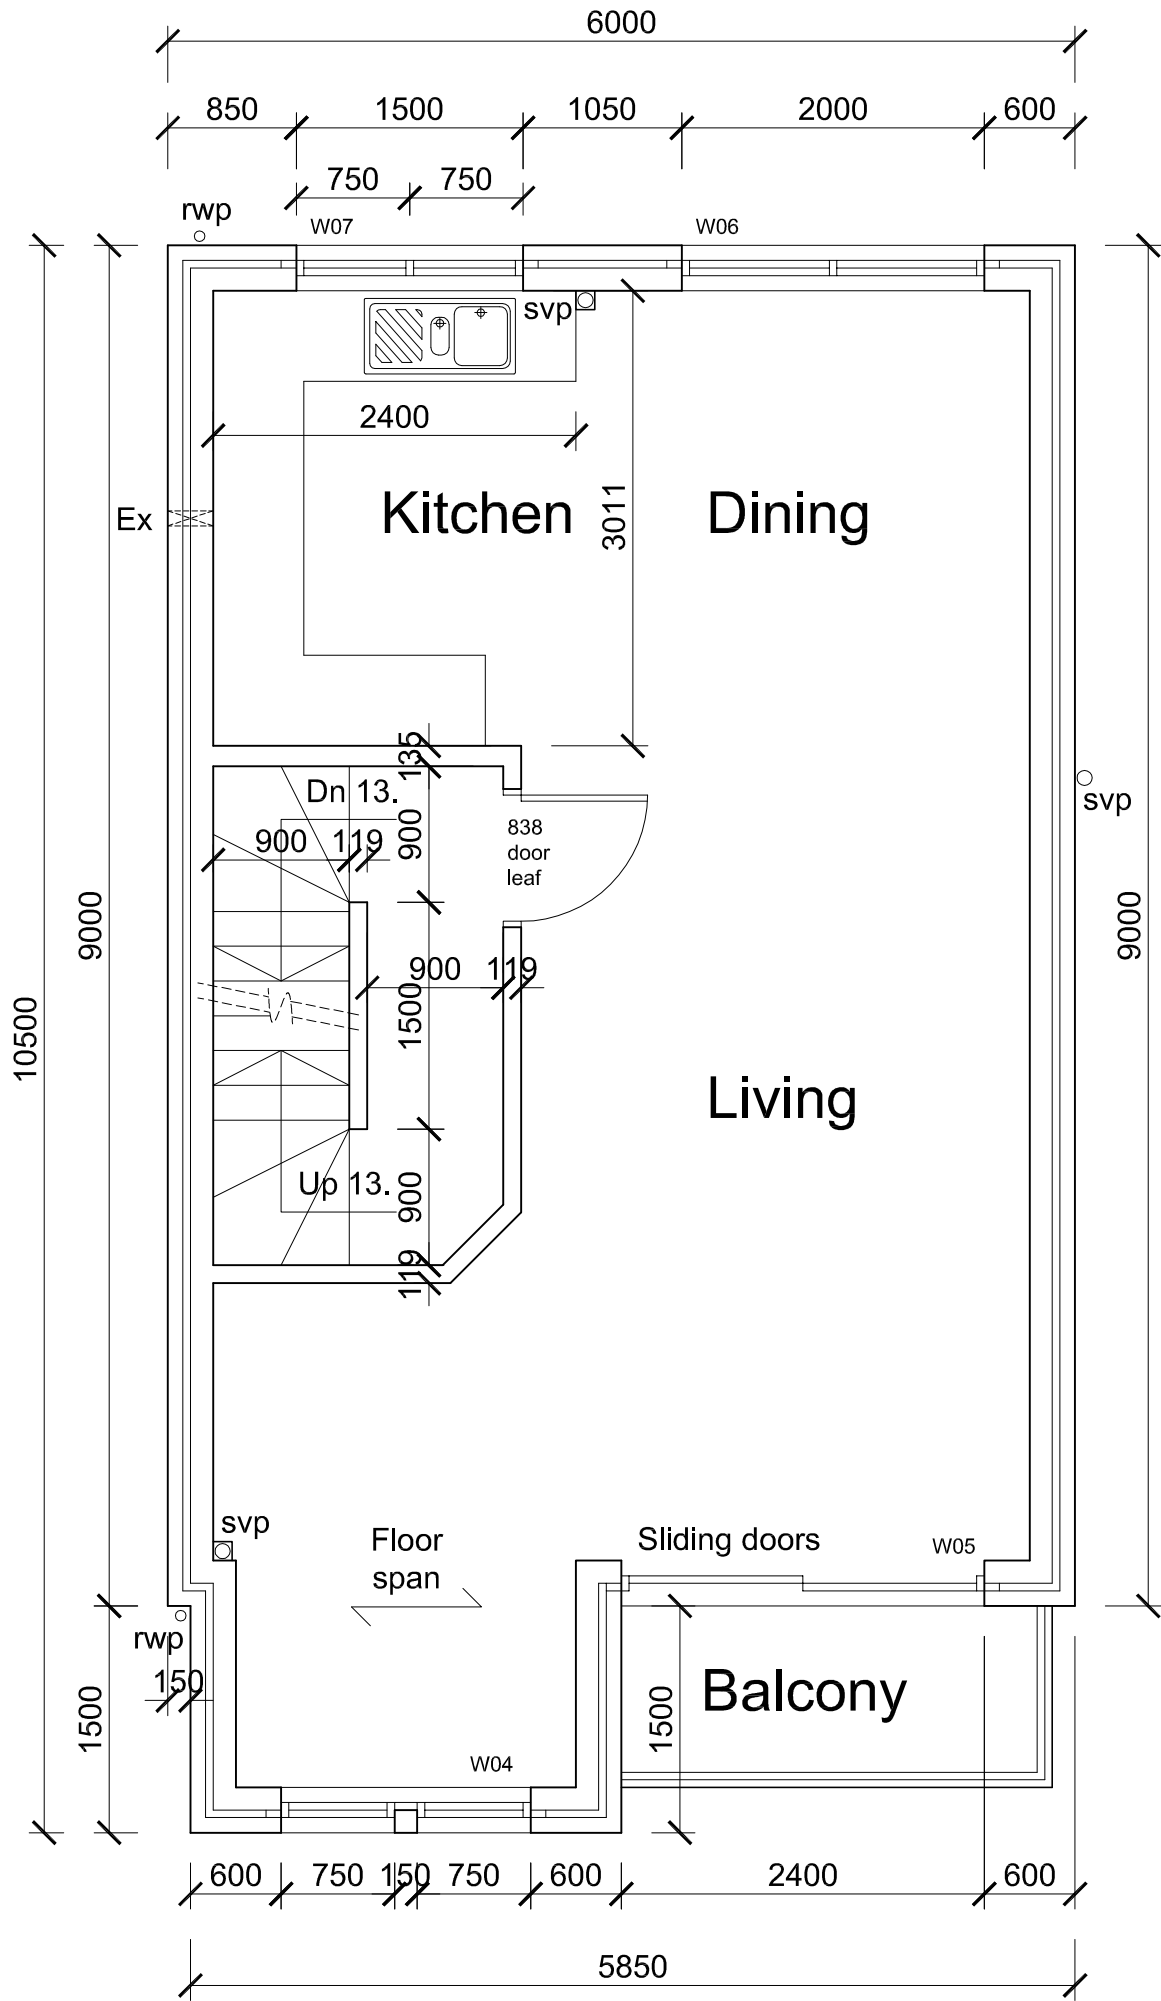 6000
850
1500
1050
2000
600
750
750
rwp
W07
W06
svp
2400
Kitchen
Dining
3011
Ex
135
Dn 13.
900
119
900
838
door
leaf
svp
9000
9000
10500
900
119
1500
Living
Up 13.
900
119
svp
Floor
span
Sliding doors
W05
rwp
150
1500
Balcony
1500
W04
600
750
150
750
600
2400
600
5850